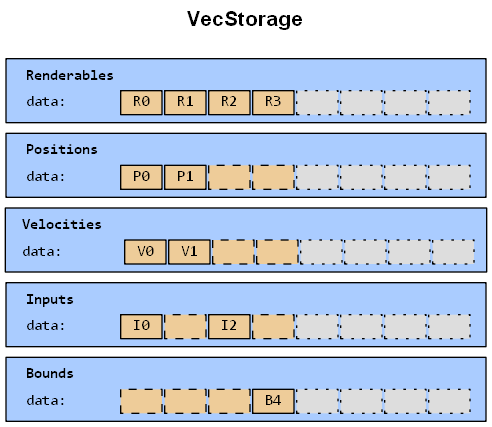 VecStorage
Renderables
data: R0 R1 R2 R3
Positions
data: P0 P1
Velocities
data: V0 V1
Inputs
data: I0 I2
Bounds
data: B4